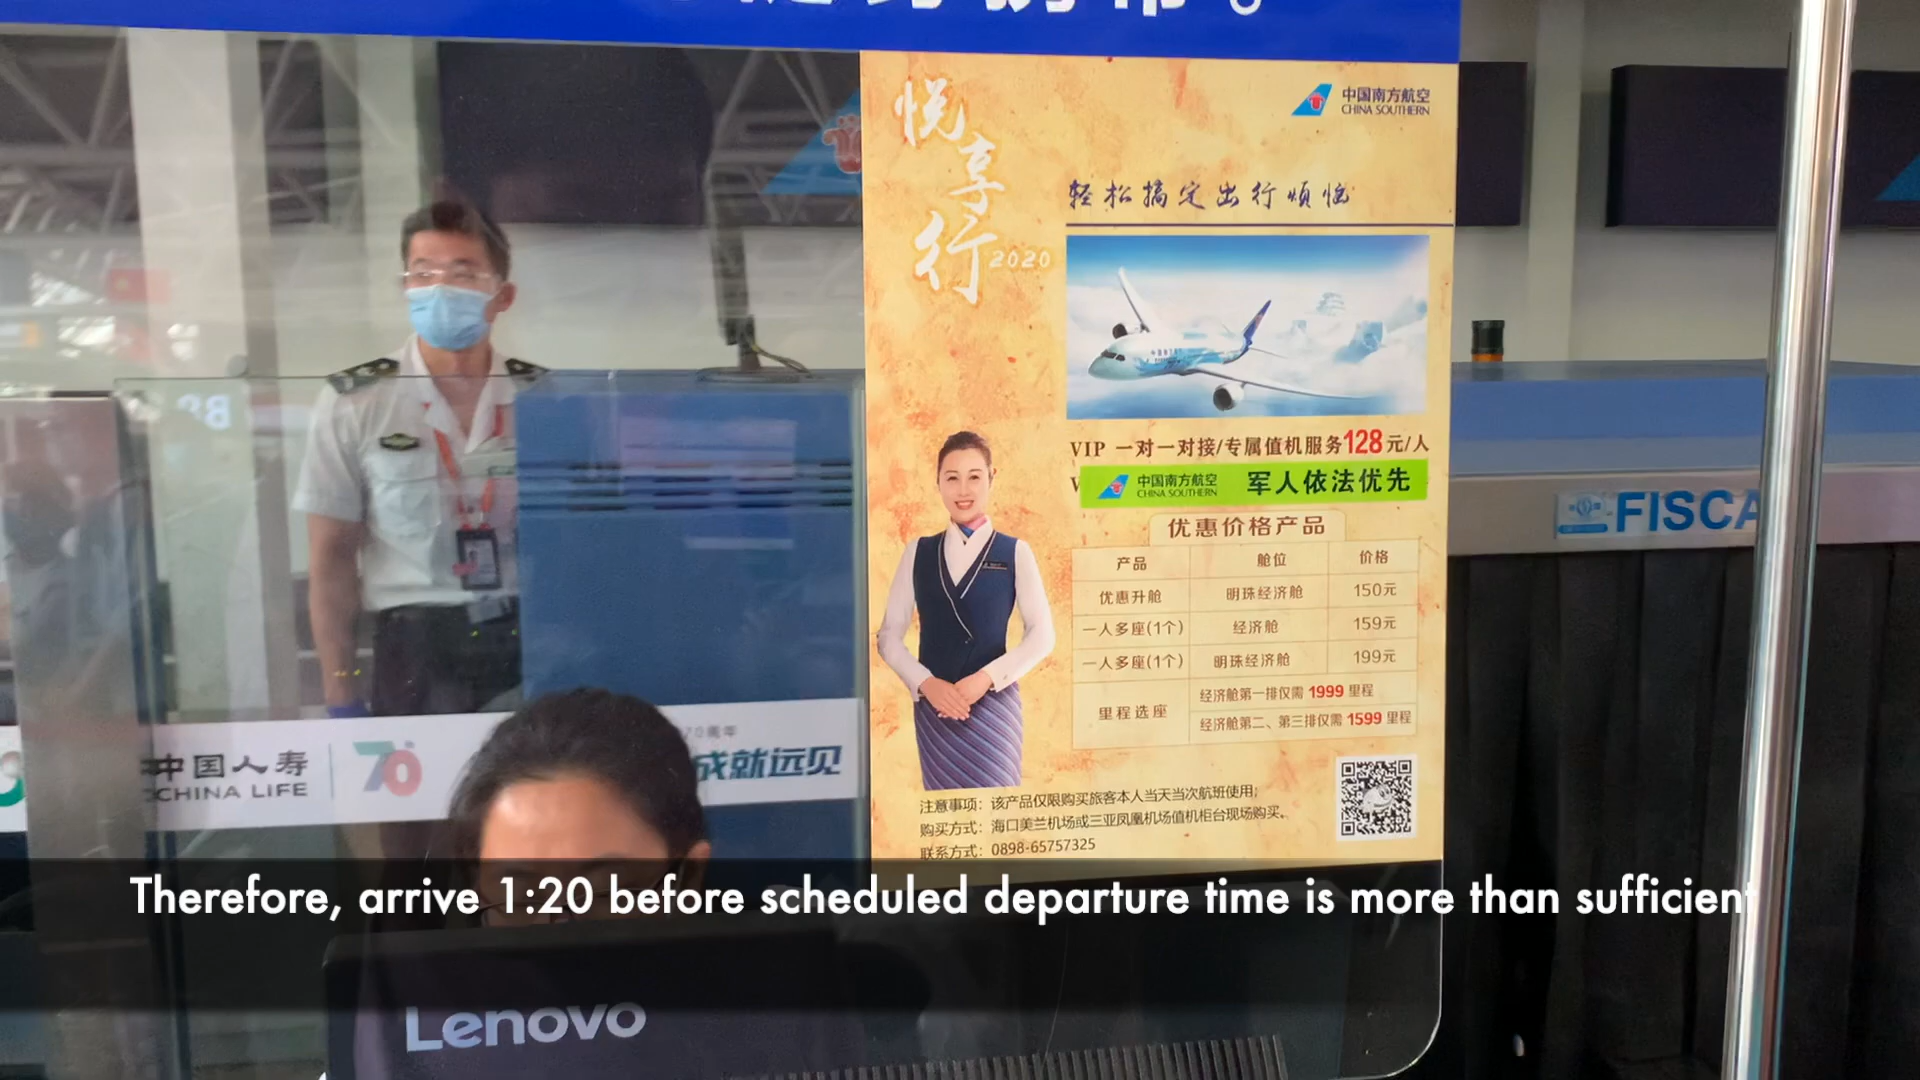 悦享行2020
中国南方航空
CHINA SOUTHERN
轻松搞定出行烦恼
VIP 一对一对接/专属值机服务128元/人
中国南方航空
CHINA SOUTHERN
军人依法优先
优惠价格产品
产品 舱位 价格
优惠升舱 明珠经济舱 150元
一人多座(1个) 经济舱 159元
一人多座(1个) 明珠经济舱 199元
里程选座 经济舱第一排仅需 1999 里程
经济舱第二、第三排仅需 1599 里程
注意事项：该产品仅限购买旅客本人当天当次航班使用；
购买方式：海口美兰机场或三亚凤凰机场值机柜台现场购买。
联系方式：0898-65757325
FISCA
中国人寿
CHINA LIFE
70
成就远见
Therefore, arrive 1:20 before scheduled departure time is more than sufficient
Lenovo